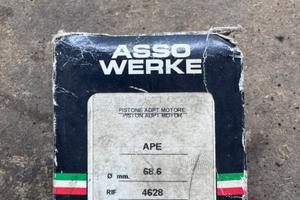 ASSO
WERKE
PISTONE ADPT MOTORE
PISTON ADPT MOTOR
APE
Ø mm. 68.6
RIF 4628